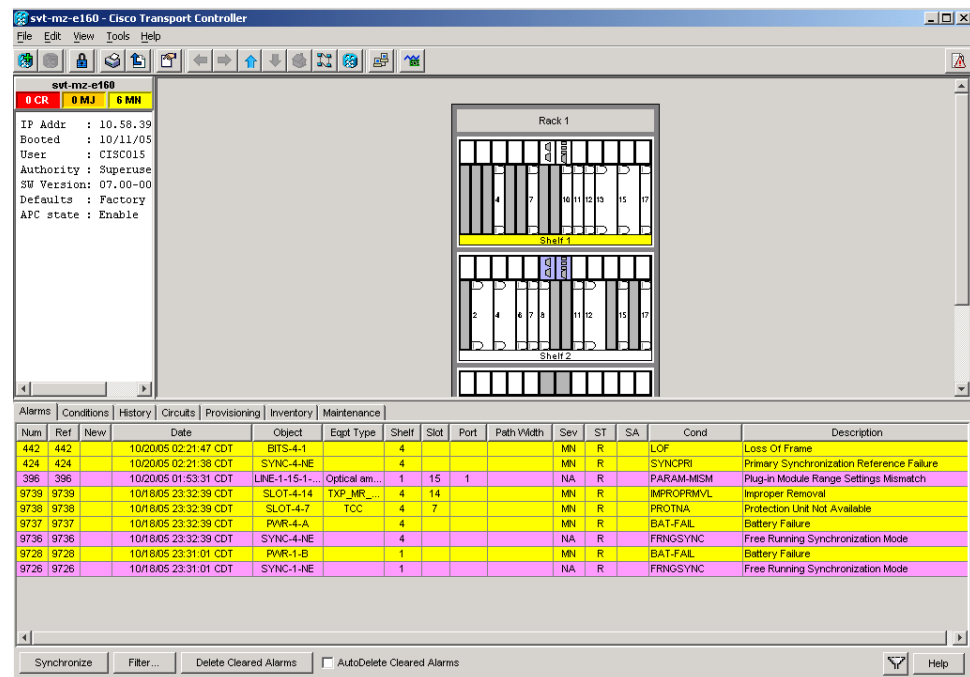 svt-mz-e160 - Cisco Transport Controller
File Edit View Tools Help
svt-mz-e160
0 CR 0 MJ 6 MN
IP Addr : 10.58.39
Booted : 10/11/05
User : CISCO15
Authority : Superuse
SW Version: 07.00-00
Defaults : Factory
APC state : Enable
Rack 1
4 7 10 11 12 13 15 17
Shelf 1
2 4 6 7 8 11 12 15 17
Shelf 2
Alarms Conditions History Circuits Provisioning Inventory Maintenance
Num Ref New Date Object Eqpt Type Shelf Slot Port Path Width Sev ST SA Cond Description
442 442 10/20/05 02:21:47 CDT BITS-4-1 4 MN R LOF Loss Of Frame
424 424 10/20/05 02:21:38 CDT SYNC-4-NE 4 MN R SYNCPRI Primary Synchronization Reference Failure
396 396 10/20/05 01:53:31 CDT LINE-1-15-1-... Optical am... 1 15 1 NA R PARAM-MISM Plug-in Module Range Settings Mismatch
9739 9739 10/18/05 23:32:39 CDT SLOT-4-14 TXP_MR_... 4 14 MN R IMPROPRMVL Improper Removal
9738 9738 10/18/05 23:32:39 CDT SLOT-4-7 TCC 4 7 MN R PROTNA Protection Unit Not Available
9737 9737 10/18/05 23:32:39 CDT PWR-4-A 4 MN R BAT-FAIL Battery Failure
9736 9736 10/18/05 23:32:39 CDT SYNC-4-NE 4 NA R FRNGSYNC Free Running Synchronization Mode
9728 9728 10/18/05 23:31:01 CDT PWR-1-B 1 MN R BAT-FAIL Battery Failure
9726 9726 10/18/05 23:31:01 CDT SYNC-1-NE 1 NA R FRNGSYNC Free Running Synchronization Mode
Synchronize Filter... Delete Cleared Alarms AutoDelete Cleared Alarms Help